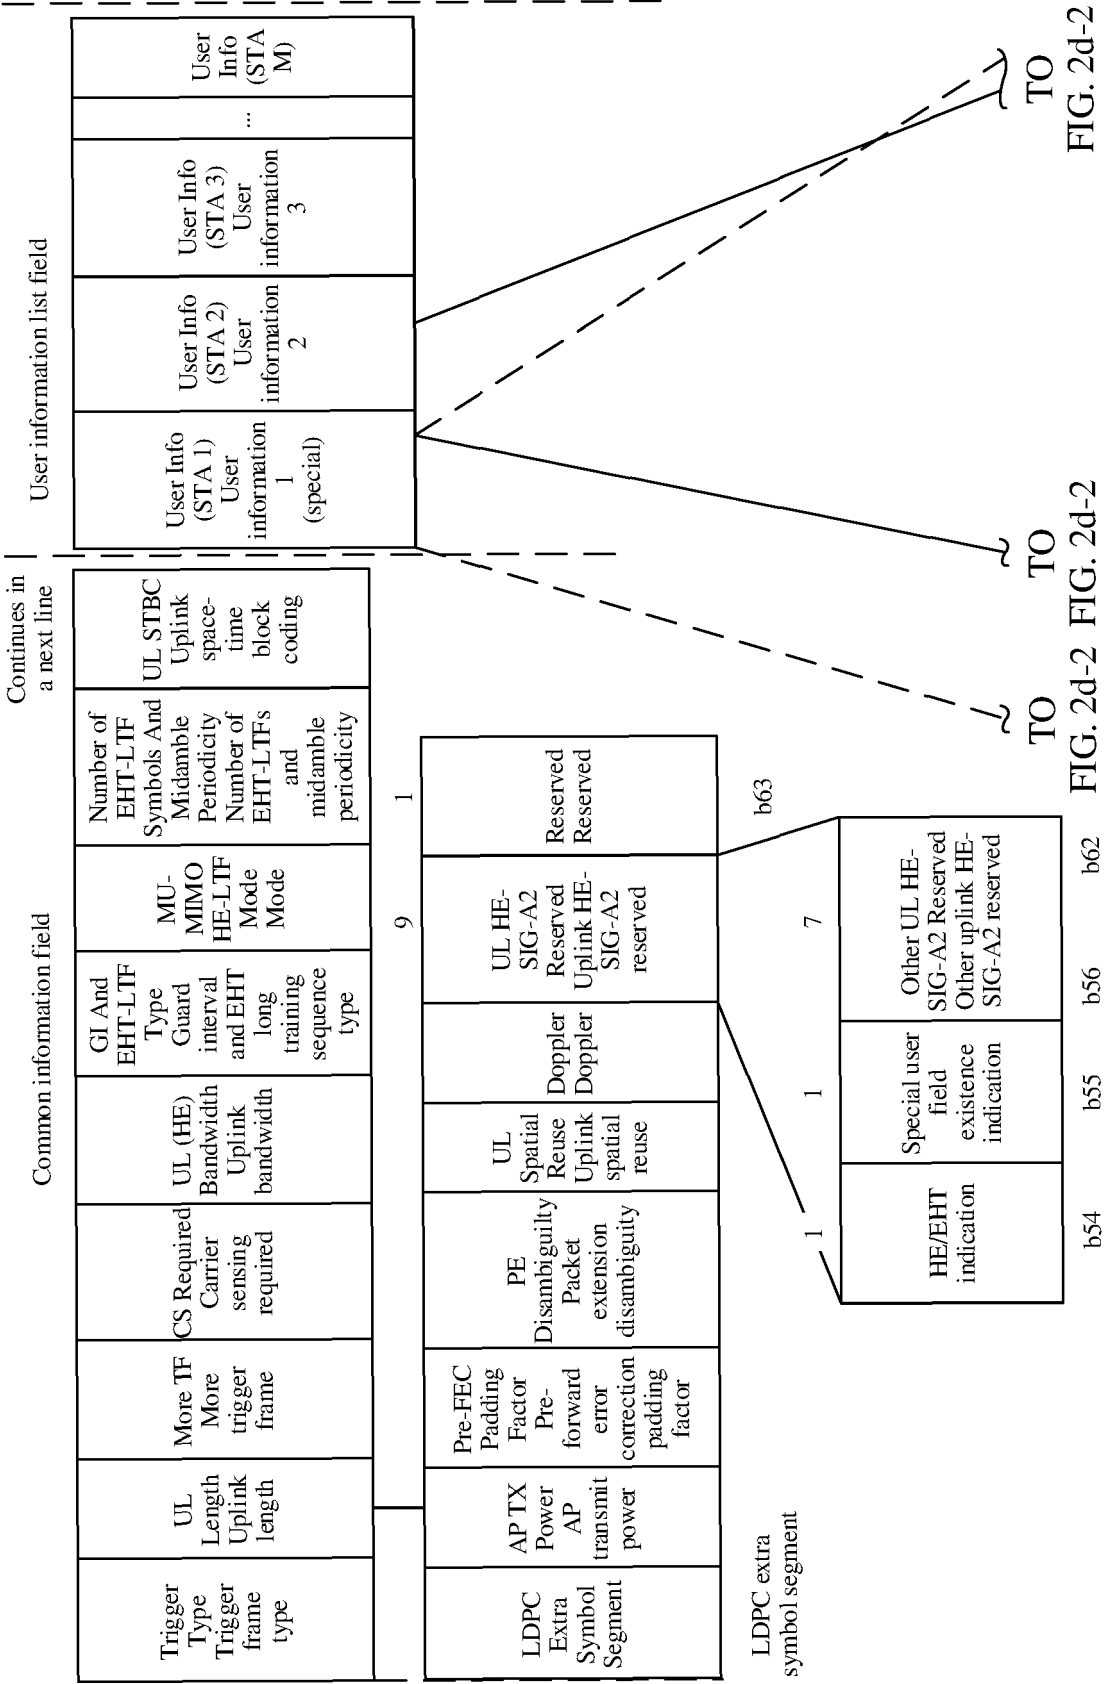 Common information field
Continues in
a next line
Trigger
Type
Trigger
frame
type
UL
Length
Uplink
length
More TF
More
trigger
frame
CS Required
Carrier
sensing
required
UL (HE)
Bandwidth
Uplink
bandwidth
GI And
EHT-LTF
Type
Guard
interval
and EHT
long
training
sequence
type
MU-
MIMO
HE-LTF
Mode
Mode
Number of
EHT-LTF
Symbols And
Midamble
Periodicity
Number of
EHT-LTFs
and
midamble
periodicity
UL STBC
Uplink
space-
time
block
coding
User information list field
User Info
(STA 1)
User
information
1
(special)
User Info
(STA 2)
User
information
2
User Info
(STA 3)
User
information
3
...
User
Info
(STA
M)
9
1
LDPC
Extra
Symbol
Segment
AP TX
Power
AP
transmit
power
Pre-FEC
Padding
Factor
Pre-
forward
error
correction
padding
factor
PE
Disambiguilty
Packet
extension
disambiguity
UL
Spatial
Reuse
Uplink
spatial
reuse
Doppler
Doppler
UL HE-
SIG-A2
Reserved
Uplink HE-
SIG-A2
reserved
Reserved
Reserved
LDPC extra
symbol segment
b63
1
1
7
HE/EHT
indication
Special user
field
existence
indication
Other UL HE-
SIG-A2 Reserved
Other uplink HE-
SIG-A2 reserved
b54
b55
b56
b62
TO
FIG. 2d-2
TO
FIG. 2d-2
TO
FIG. 2d-2